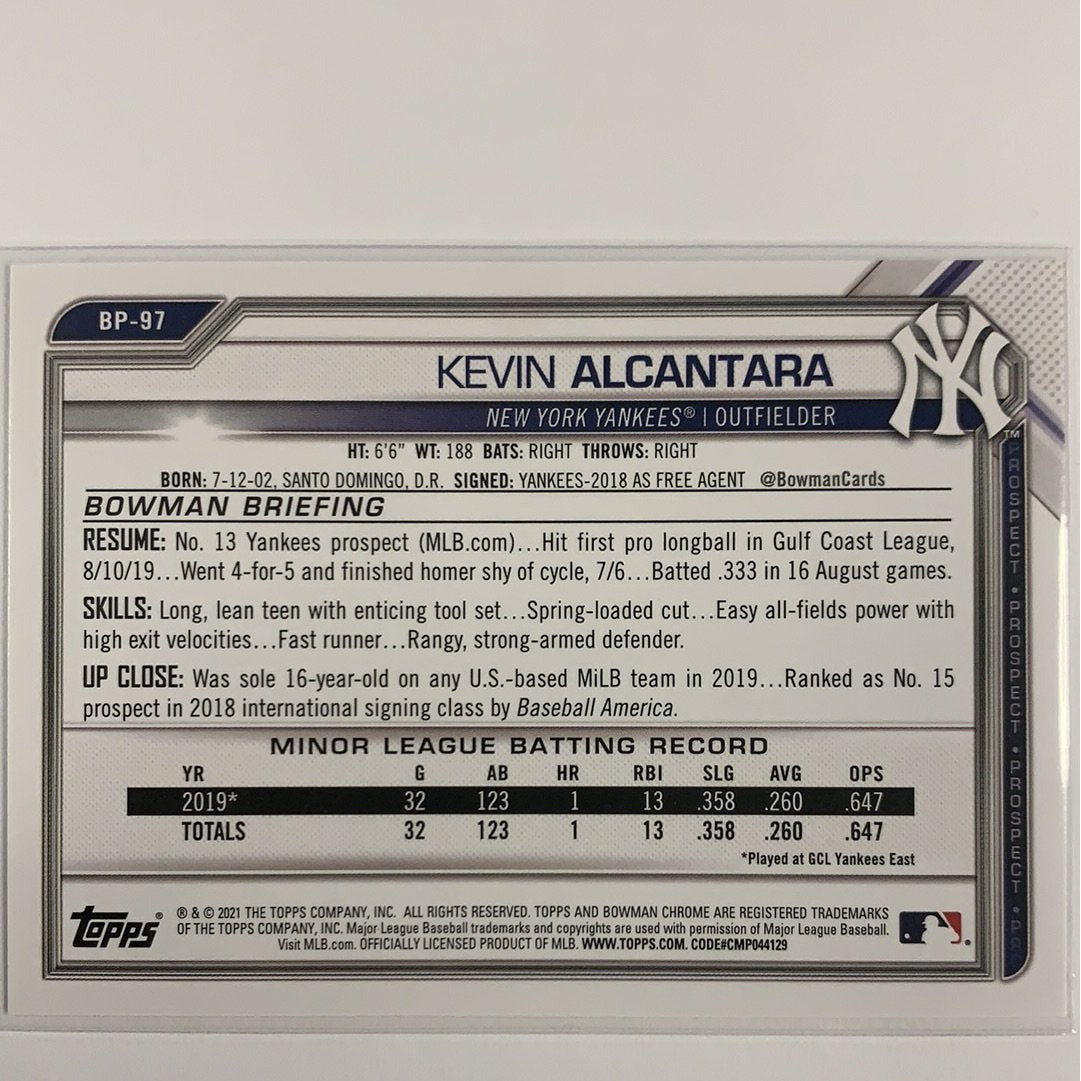 BP-97
KEVIN ALCANTARA
NEW YORK YANKEES® | OUTFIELDER
HT: 6'6" WT: 188 BATS: RIGHT THROWS: RIGHT
BORN: 7-12-02, SANTO DOMINGO, D.R. SIGNED: YANKEES-2018 AS FREE AGENT @BowmanCards
BOWMAN BRIEFING
RESUME: No. 13 Yankees prospect (MLB.com)...Hit first pro longball in Gulf Coast League,
8/10/19...Went 4-for-5 and finished homer shy of cycle, 7/6...Batted .333 in 16 August games.
SKILLS: Long, lean teen with enticing tool set...Spring-loaded cut...Easy all-fields power with
high exit velocities...Fast runner...Rangy, strong-armed defender.
UP CLOSE: Was sole 16-year-old on any U.S.-based MiLB team in 2019...Ranked as No. 15
prospect in 2018 international signing class by Baseball America.
MINOR LEAGUE BATTING RECORD
YR G AB HR RBI SLG AVG OPS
2019* 32 123 1 13 .358 .260 .647
TOTALS 32 123 1 13 .358 .260 .647
*Played at GCL Yankees East
topps®
® & © 2021 THE TOPPS COMPANY, INC. ALL RIGHTS RESERVED. TOPPS AND BOWMAN CHROME ARE REGISTERED TRADEMARKS
OF THE TOPPS COMPANY, INC. Major League Baseball trademarks and copyrights are used with permission of Major League Baseball.
Visit MLB.com. OFFICIALLY LICENSED PRODUCT OF MLB. WWW.TOPPS.COM. CODE#CMP044129
NY
TM
PROSPECT • PROSPECT • PROSPECT • PR